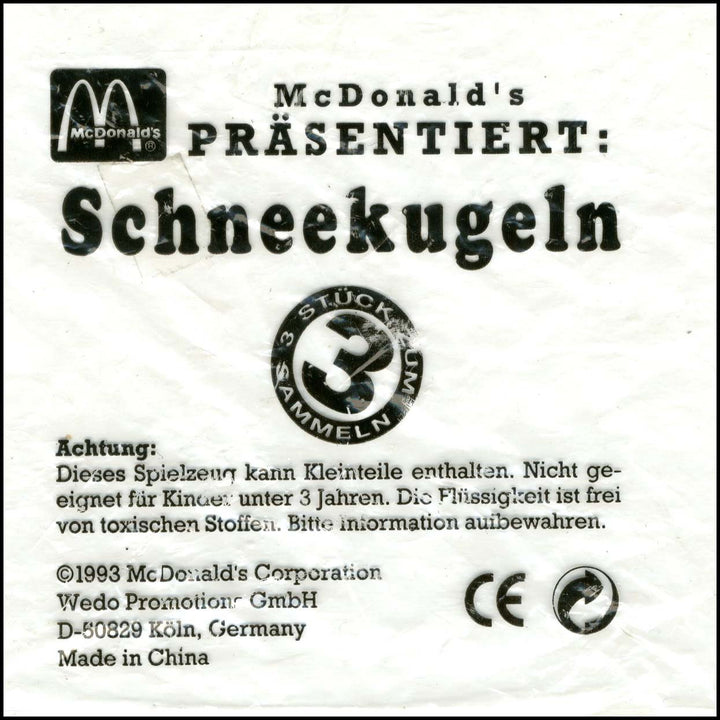 McDonald's
®
McDonald's
PRÄSENTIERT:
Schneekugeln
3 STÜCK ZUM SAMMELN
3
Achtung:
Dieses Spielzeug kann Kleinteile enthalten. Nicht ge-
eignet für Kinder unter 3 Jahren. Die Flüssigkeit ist frei
von toxischen Stoffen. Bitte Information aufbewahren.
©1993 McDonald's Corporation
Wedo Promotions GmbH
D-50829 Köln, Germany
Made in China
CE